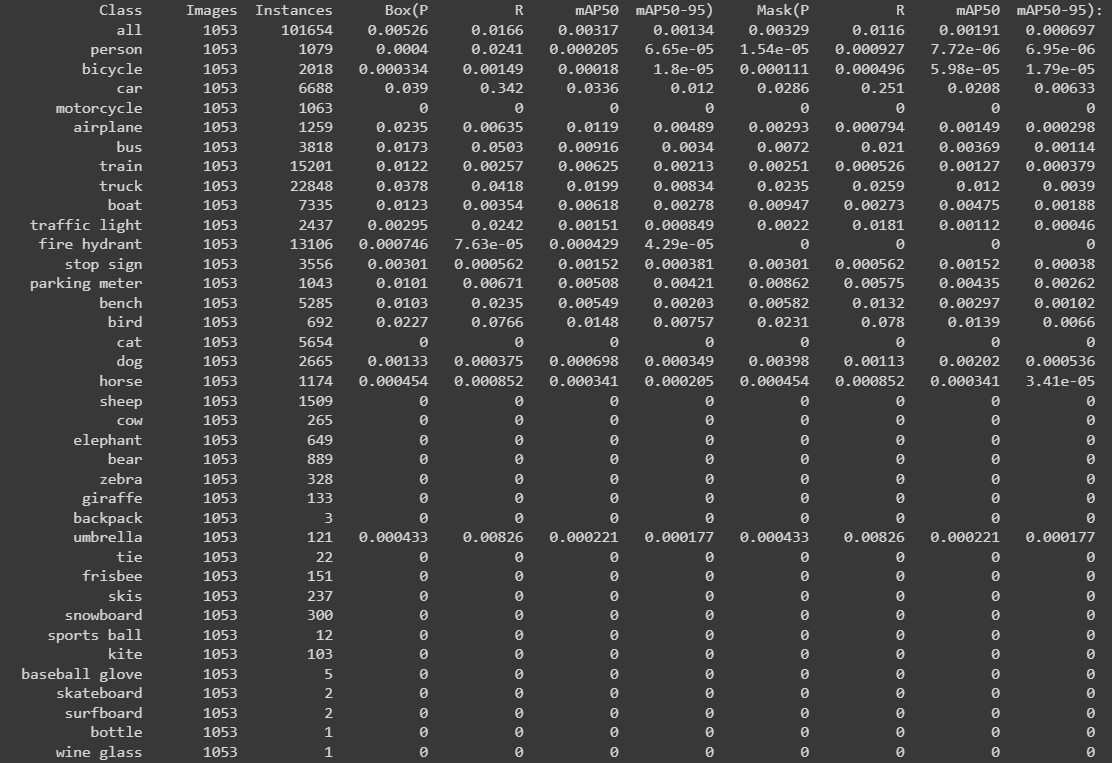 Class Images Instances Box(P R mAP50 mAP50-95) Mask(P R mAP50 mAP50-95):
all 1053 101654 0.00526 0.0166 0.00317 0.00134 0.00329 0.0116 0.00191 0.000697
person 1053 1079 0.0004 0.0241 0.000205 6.65e-05 1.54e-05 0.000927 7.72e-06 6.95e-06
bicycle 1053 2018 0.000334 0.00149 0.00018 1.8e-05 0.000111 0.000496 5.98e-05 1.79e-05
car 1053 6688 0.039 0.342 0.0336 0.012 0.0286 0.251 0.0208 0.00633
motorcycle 1053 1063 0 0 0 0 0 0 0 0
airplane 1053 1259 0.0235 0.00635 0.0119 0.00489 0.00293 0.000794 0.00149 0.000298
bus 1053 3818 0.0173 0.0503 0.00916 0.0034 0.0072 0.021 0.00369 0.00114
train 1053 15201 0.0122 0.00257 0.00625 0.00213 0.00251 0.000526 0.00127 0.000379
truck 1053 22848 0.0378 0.0418 0.0199 0.00834 0.0235 0.0259 0.012 0.0039
boat 1053 7335 0.0123 0.00354 0.00618 0.00278 0.00947 0.00273 0.00475 0.00188
traffic light 1053 2437 0.00295 0.0242 0.00151 0.000849 0.0022 0.0181 0.00112 0.00046
fire hydrant 1053 13106 0.000746 7.63e-05 0.000429 4.29e-05 0 0 0 0
stop sign 1053 3556 0.00301 0.000562 0.00152 0.000381 0.00301 0.000562 0.00152 0.00038
parking meter 1053 1043 0.0101 0.00671 0.00508 0.00421 0.00862 0.00575 0.00435 0.00262
bench 1053 5285 0.0103 0.0235 0.00549 0.00203 0.00582 0.0132 0.00297 0.00102
bird 1053 692 0.0227 0.0766 0.0148 0.00757 0.0231 0.078 0.0139 0.0066
cat 1053 5654 0 0 0 0 0 0 0 0
dog 1053 2665 0.00133 0.000375 0.000698 0.000349 0.00398 0.00113 0.00202 0.000536
horse 1053 1174 0.000454 0.000852 0.000341 0.000205 0.000454 0.000852 0.000341 3.41e-05
sheep 1053 1509 0 0 0 0 0 0 0 0
cow 1053 265 0 0 0 0 0 0 0 0
elephant 1053 649 0 0 0 0 0 0 0 0
bear 1053 889 0 0 0 0 0 0 0 0
zebra 1053 328 0 0 0 0 0 0 0 0
giraffe 1053 133 0 0 0 0 0 0 0 0
backpack 1053 3 0 0 0 0 0 0 0 0
umbrella 1053 121 0.000433 0.00826 0.000221 0.000177 0.000433 0.00826 0.000221 0.000177
tie 1053 22 0 0 0 0 0 0 0 0
frisbee 1053 151 0 0 0 0 0 0 0 0
skis 1053 237 0 0 0 0 0 0 0 0
snowboard 1053 300 0 0 0 0 0 0 0 0
sports ball 1053 12 0 0 0 0 0 0 0 0
kite 1053 103 0 0 0 0 0 0 0 0
baseball glove 1053 5 0 0 0 0 0 0 0 0
skateboard 1053 2 0 0 0 0 0 0 0 0
surfboard 1053 2 0 0 0 0 0 0 0 0
bottle 1053 1 0 0 0 0 0 0 0 0
wine glass 1053 1 0 0 0 0 0 0 0 0